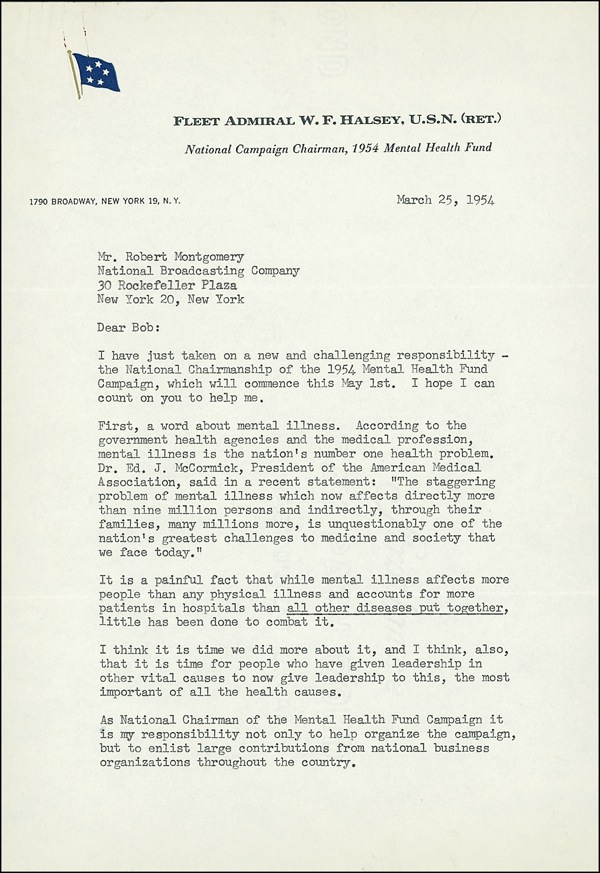 FLEET ADMIRAL W. F. HALSEY, U.S.N. (RET.)
National Campaign Chairman, 1954 Mental Health Fund
1790 BROADWAY, NEW YORK 19, N. Y.
March 25, 1954
Mr. Robert Montgomery
National Broadcasting Company
30 Rockefeller Plaza
New York 20, New York
Dear Bob:
I have just taken on a new and challenging responsibility -
the National Chairmanship of the 1954 Mental Health Fund
Campaign, which will commence this May 1st. I hope I can
count on you to help me.
First, a word about mental illness. According to the
government health agencies and the medical profession,
mental illness is the nation's number one health problem.
Dr. Ed. J. McCormick, President of the American Medical
Association, said in a recent statement: "The staggering
problem of mental illness which now affects directly more
than nine million persons and indirectly, through their
families, many millions more, is unquestionably one of the
nation's greatest challenges to medicine and society that
we face today."
It is a painful fact that while mental illness affects more
people than any physical illness and accounts for more
patients in hospitals than all other diseases put together,
little has been done to combat it.
I think it is time we did more about it, and I think, also,
that it is time for people who have given leadership in
other vital causes to now give leadership to this, the most
important of all the health causes.
As National Chairman of the Mental Health Fund Campaign it
is my responsibility not only to help organize the campaign,
but to enlist large contributions from national business
organizations throughout the country.